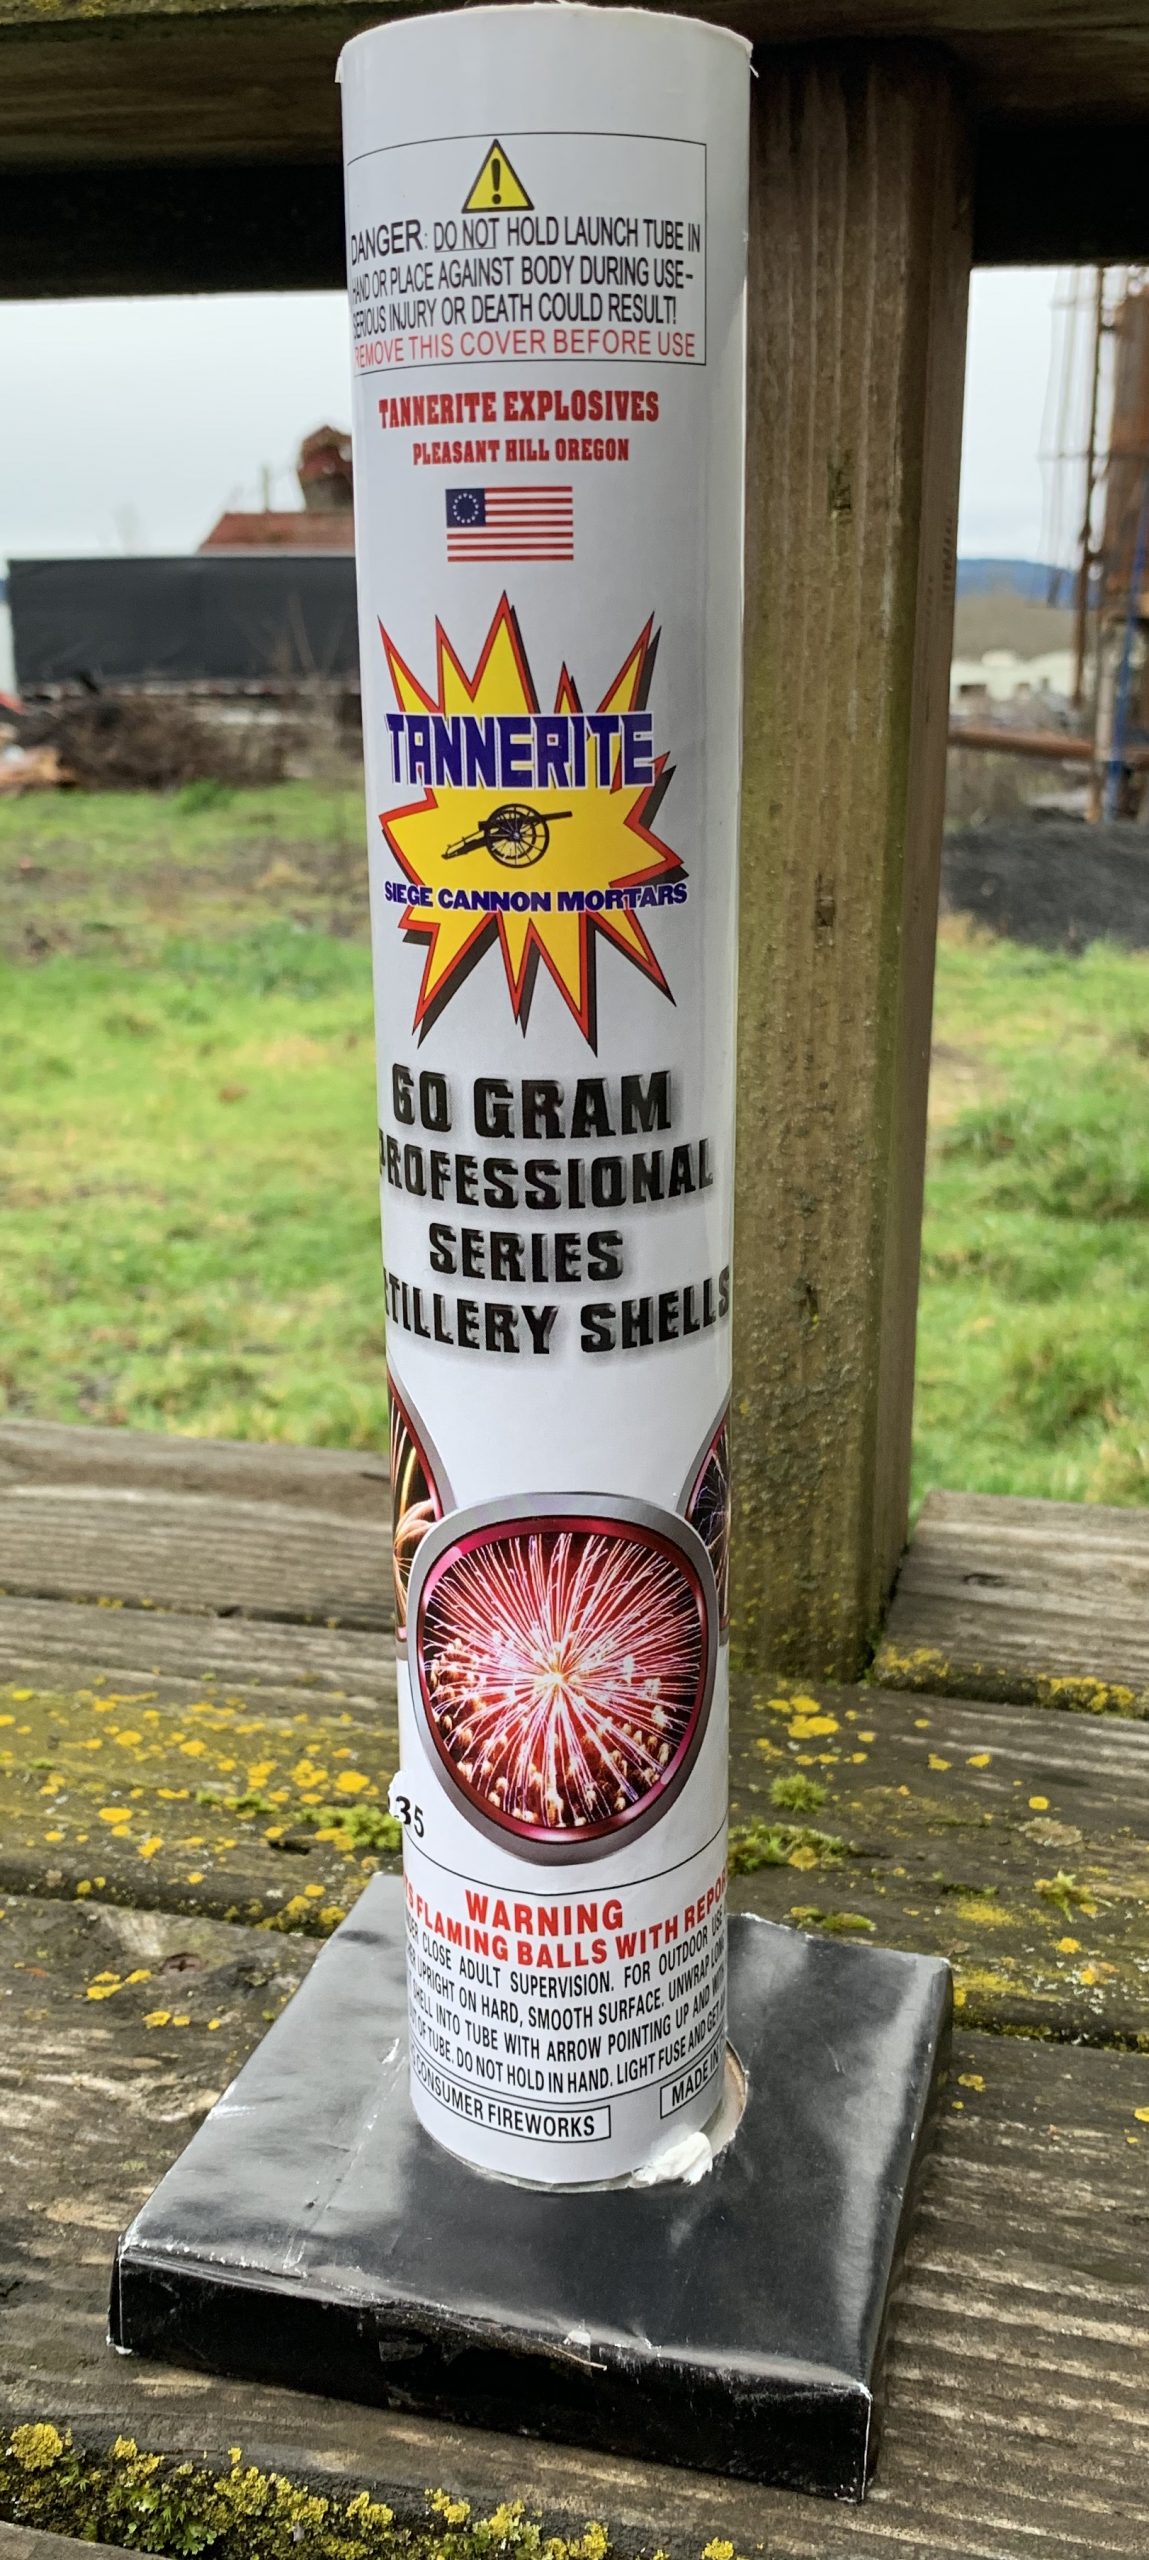 DANGER: DO NOT HOLD LAUNCH TUBE IN
HAND OR PLACE AGAINST BODY DURING USE-
SERIOUS INJURY OR DEATH COULD RESULT!
REMOVE THIS COVER BEFORE USE
TANNERITE EXPLOSIVES
PLEASANT HILL OREGON
TANNERITE
SIEGE CANNON MORTARS
60 GRAM
PROFESSIONAL
SERIES
ARTILLERY SHELLS
35
WARNING
FLAMING BALLS WITH REPO
CLOSE ADULT SUPERVISION. FOR OUTDOOR USE
UPRIGHT ON HARD, SMOOTH SURFACE. UNWRAP
SHELL INTO TUBE WITH ARROW POINTING UP AND
OF TUBE. DO NOT HOLD IN HAND. LIGHT FUSE AND GET
CONSUMER FIREWORKS
MADE IN